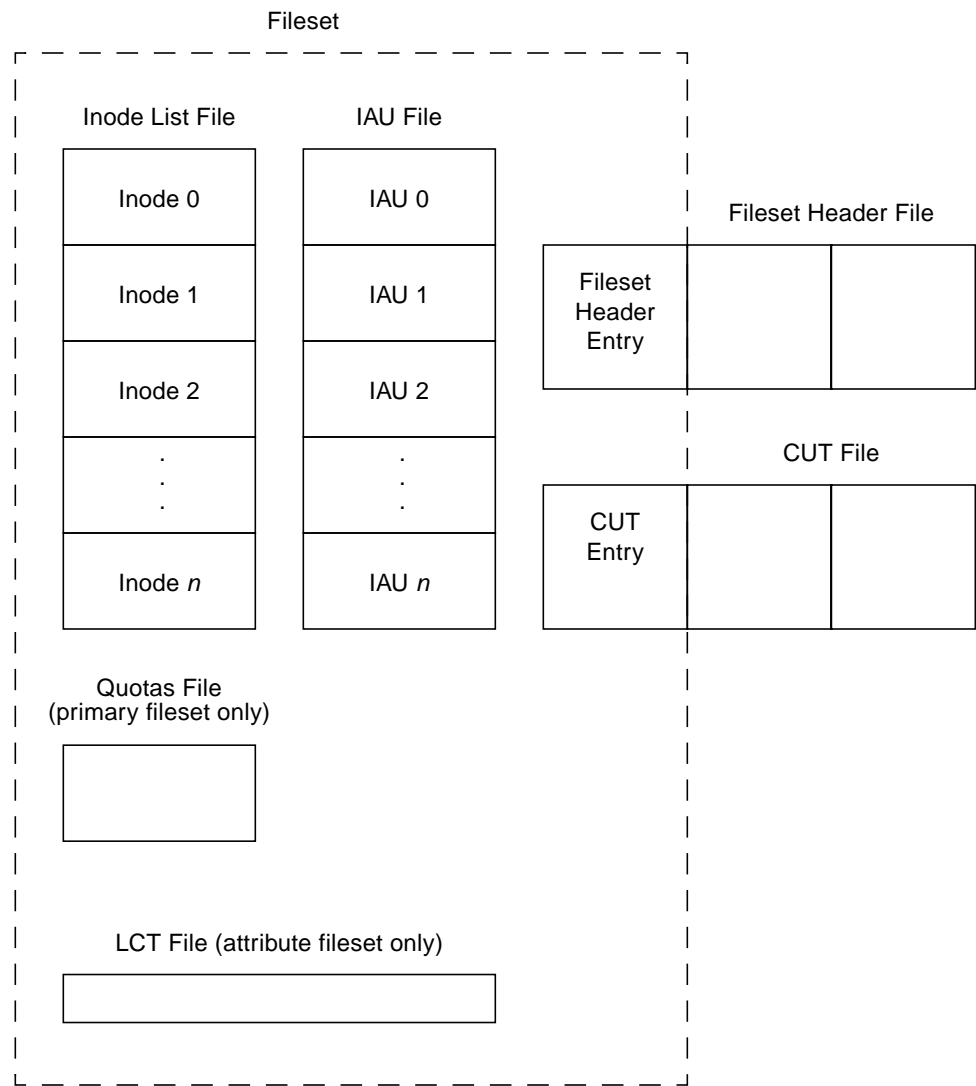 Fileset
Inode List File
IAU File
Inode 0
IAU 0
Fileset Header File
Inode 1
IAU 1
Fileset
Header
Entry
Inode 2
IAU 2
CUT File
.
.
.
.
.
.
CUT
Entry
Inode n
IAU n
Quotas File
(primary fileset only)
LCT File (attribute fileset only)